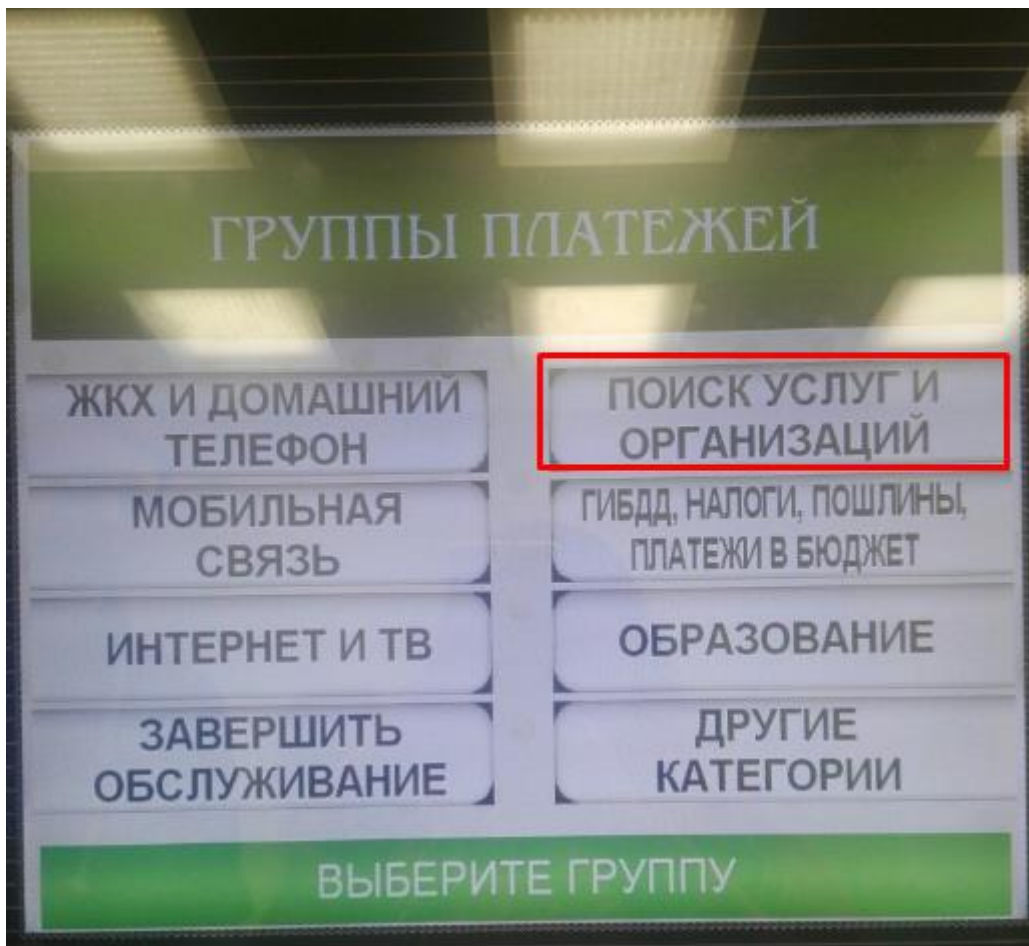 ГРУППЫ ПЛАТЕЖЕЙ
ЖКХ И ДОМАШНИЙ
ТЕЛЕФОН
ПОИСК УСЛУГ И
ОРГАНИЗАЦИЙ
МОБИЛЬНАЯ
СВЯЗЬ
ГИБДД, НАЛОГИ, ПОШЛИНЫ,
ПЛАТЕЖИ В БЮДЖЕТ
ИНТЕРНЕТ И ТВ
ОБРАЗОВАНИЕ
ЗАВЕРШИТЬ
ОБСЛУЖИВАНИЕ
ДРУГИЕ
КАТЕГОРИИ
ВЫБЕРИТЕ ГРУППУ